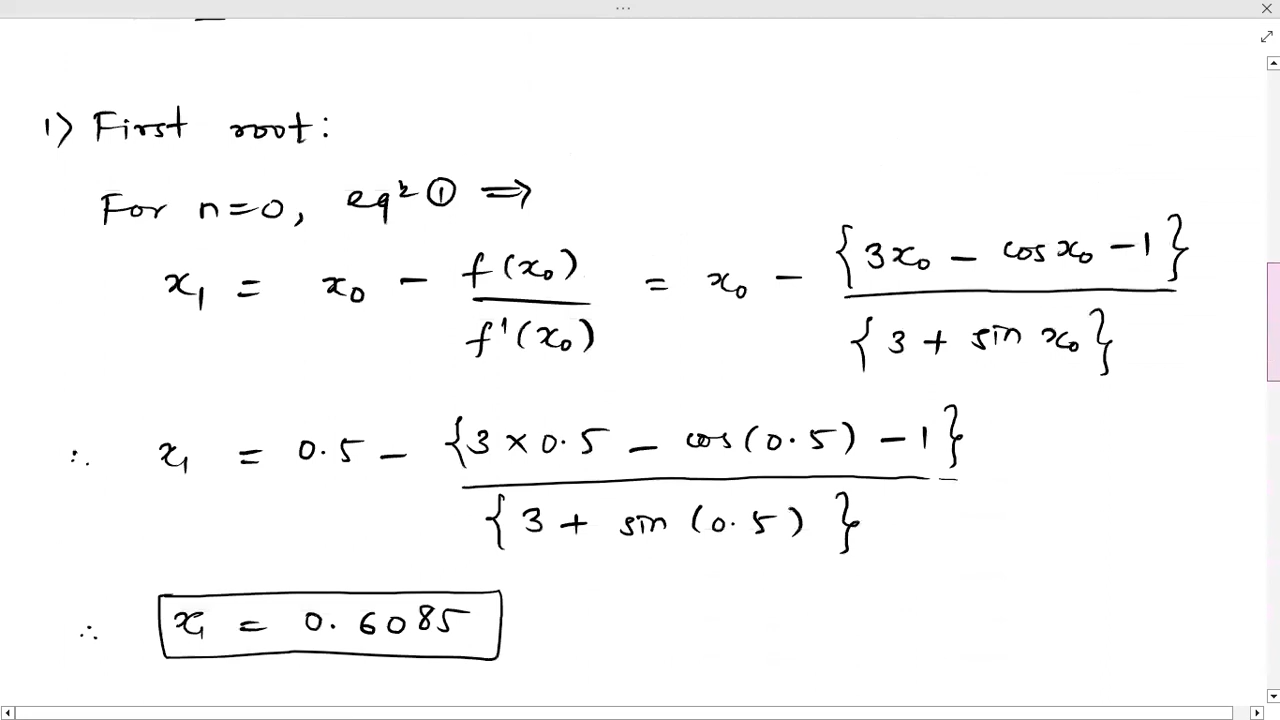 1) First root:
For n=0, eqⁿ ① ⇒
x₁ = x₀ - f(x₀) / f'(x₀) = x₀ - {3x₀ - cos x₀ - 1} / {3 + sin x₀}
∴ x₁ = 0.5 - {3 × 0.5 - cos(0.5) - 1} / {3 + sin(0.5)}
∴ x₁ = 0.6085